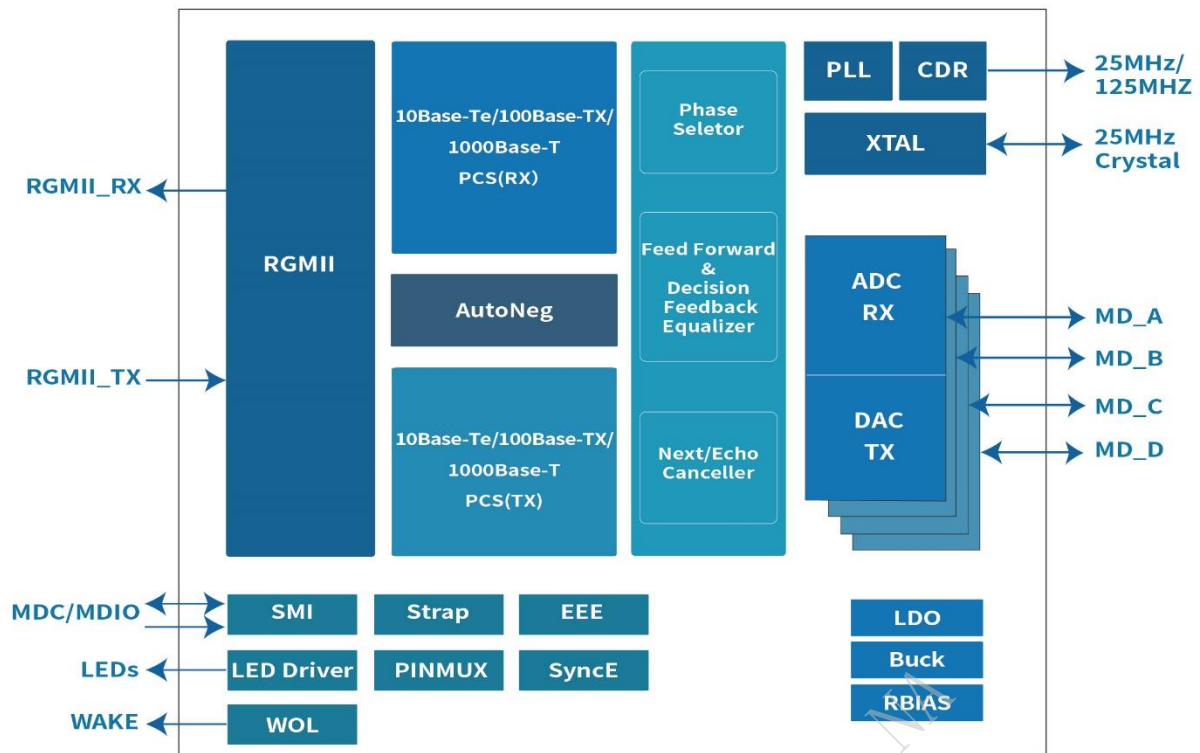 RGMII_RX
RGMII_TX
MDC/MDIO
LEDs
WAKE
RGMII
10Base-Te/100Base-TX/
1000Base-T
PCS(RX)
AutoNeg
10Base-Te/100Base-TX/
1000Base-T
PCS(TX)
Phase
Seletor
Feed Forward
&
Decision
Feedback
Equalizer
Next/Echo
Canceller
PLL
CDR
XTAL
25MHz/
125MHZ
25MHz
Crystal
ADC
RX
DAC
TX
MD_A
MD_B
MD_C
MD_D
SMI
Strap
EEE
LED Driver
PINMUX
SyncE
WOL
LDO
Buck
RBIAS